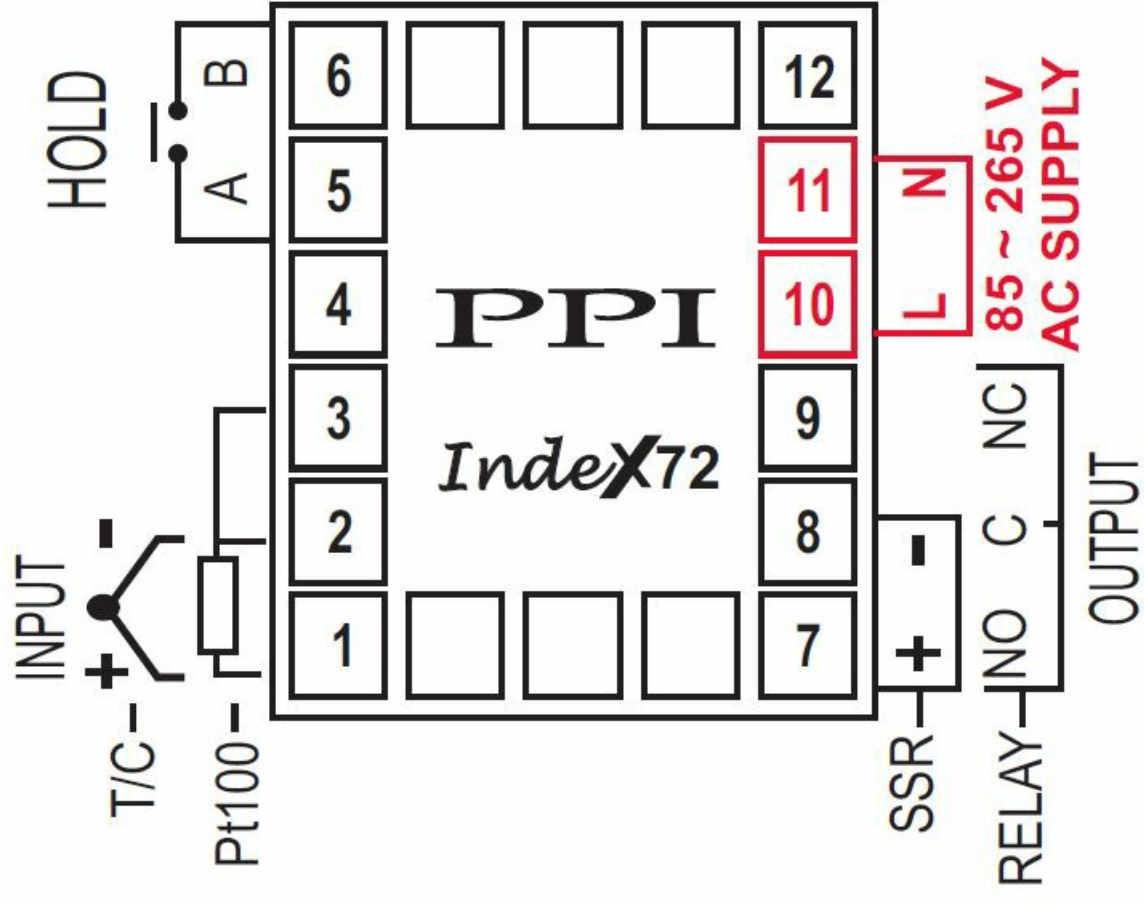 HOLD
A B
INPUT
+ -
T/C
Pt100
6
5
4
3
2
1
12
11
10
9
8
7
PPI
IndeX72
L N
85 ~ 265 V
AC SUPPLY
+ -
SSR
NO C NC
RELAY
OUTPUT